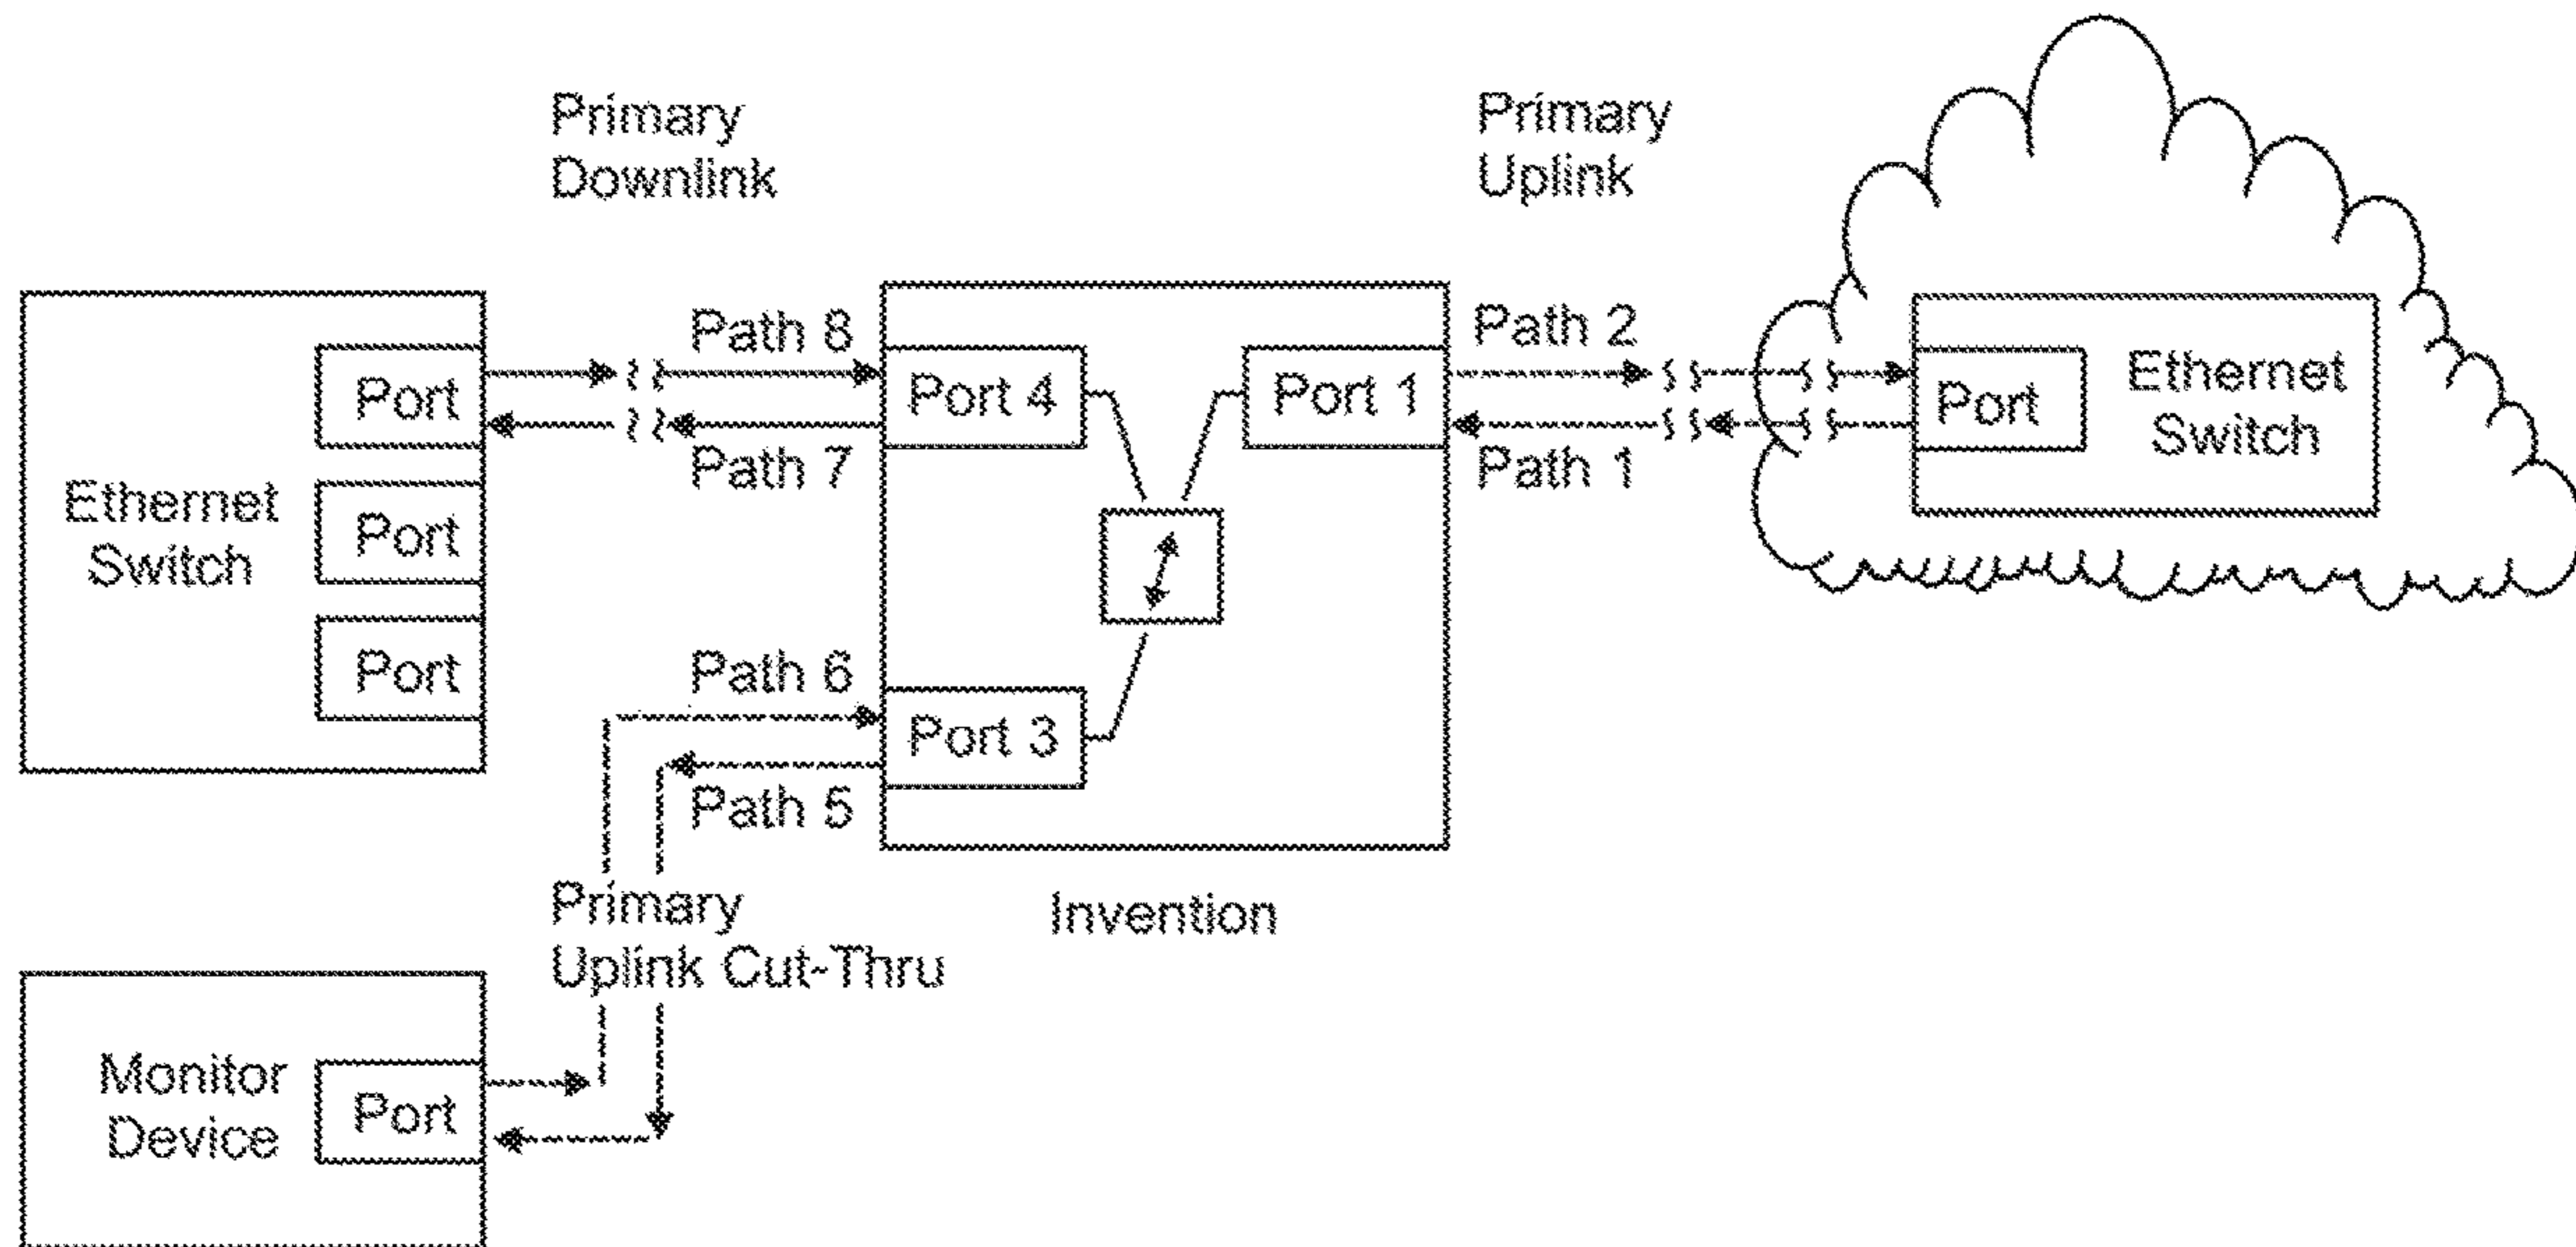 Primary
Downlink
Primary
Uplink
Path 8
Path 2
Port
Port 4
Port 1
Port
Ethernet
Switch
Path 7
Path 1
Ethernet
Switch
Port
Port
Path 6
Port 3
Path 5
Primary
Uplink Cut-Thru
Invention
Monitor
Device
Port